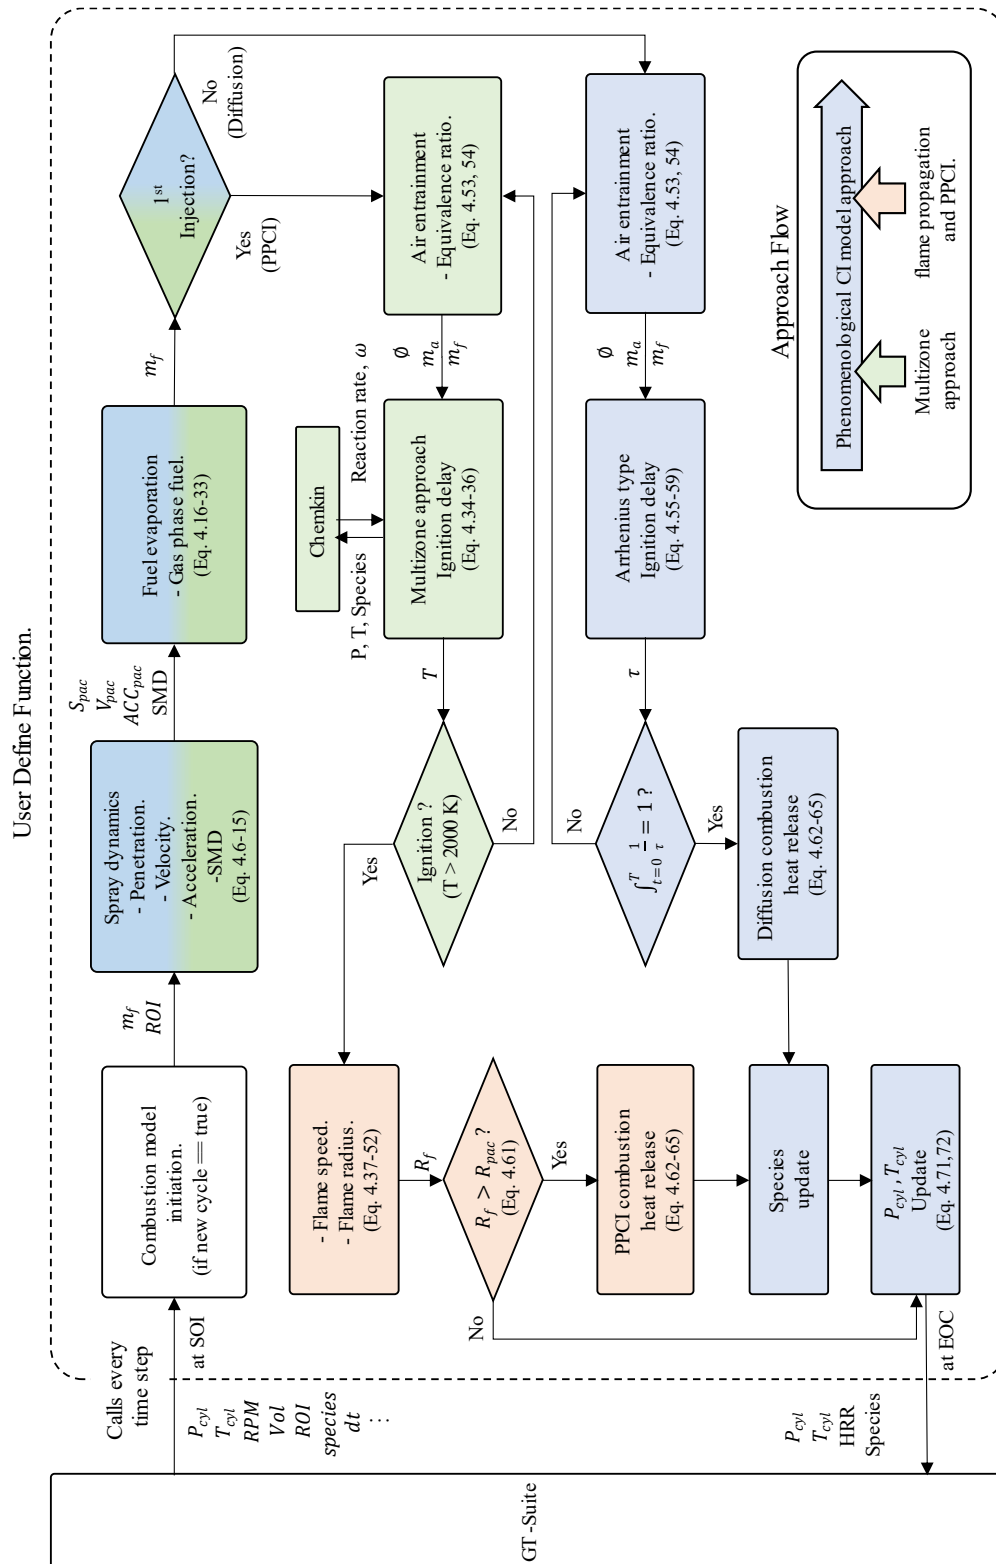 User Define Function.
GT -Suite
Calls every
time step
at SOI
P_cyl
T_cyl
RPM
Vol
ROI
species
dt
⋮
Combustion model
initiation.
(if new cycle == true)
m_f
ROI
Spray dynamics
- Penetration.
- Velocity.
- Acceleration.
-SMD
(Eq. 4.6-15)
S_pac
V_pac
ACC_pac
SMD
Fuel evaporation
- Gas phase fuel.
(Eq. 4.16-33)
m_f
1st
Injection?
No
(Diffusion)
Yes
(PPCI)
Air entrainment
- Equivalence ratio.
(Eq. 4.53, 54)
∅
m_a
m_f
Chemkin
P, T, Species
Reaction rate, ω
Multizone approach
Ignition delay
(Eq. 4.34-36)
T
Ignition ?
(T > 2000 K)
Yes
No
- Flame speed.
- Flame radius.
(Eq. 4.37-52)
R_f
R_f > R_pac ?
(Eq. 4.61)
No
Yes
PPCI combustion
heat release
(Eq. 4.62-65)
Air entrainment
- Equivalence ratio.
(Eq. 4.53, 54)
∅
m_a
m_f
Arrhenius type
Ignition delay
(Eq. 4.55-59)
τ
∫_{t=0}^{T} 1/τ = 1 ?
No
Yes
Diffusion combustion
heat release
(Eq. 4.62-65)
Species
update
P_cyl , T_cyl
Update
(Eq. 4.71,72)
at EOC
P_cyl
T_cyl
HRR
Species
Approach Flow
Phenomenological CI model approach
Multizone
approach
flame propagation
and PPCI.